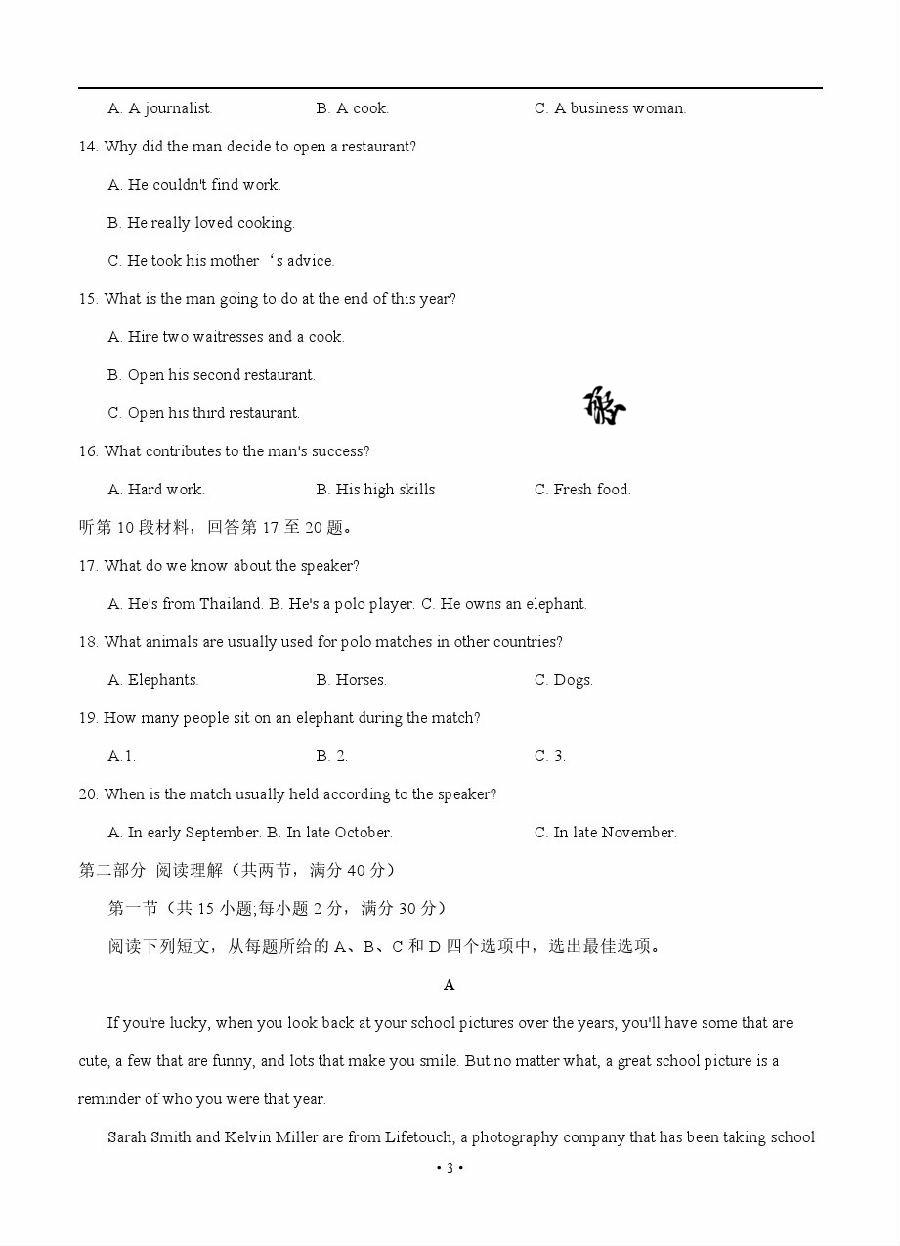 A. A journalist. B. A cook. C. A business woman.
14. Why did the man decide to open a restaurant?
A. He couldn't find work.
B. He really loved cooking.
C. He took his mother‘s advice.
15. What is the man going to do at the end of this year?
A. Hire two waitresses and a cook.
B. Open his second restaurant.
C. Open his third restaurant.
16. What contributes to the man's success?
A. Hard work. B. His high skills C. Fresh food.
听第 10 段材料，回答第 17 至 20 题。
17. What do we know about the speaker?
A. He's from Thailand. B. He's a polo player. C. He owns an elephant.
18. What animals are usually used for polo matches in other countries?
A. Elephants. B. Horses. C. Dogs.
19. How many people sit on an elephant during the match?
A.1. B. 2. C. 3.
20. When is the match usually held according to the speaker?
A. In early September. B. In late October. C. In late November.
第二部分 阅读理解（共两节，满分 40 分）
第一节（共 15 小题;每小题 2 分，满分 30 分）
阅读下列短文，从每题所给的 A、B、C 和 D 四个选项中，选出最佳选项。
A
If you're lucky, when you look back at your school pictures over the years, you'll have some that are
cute, a few that are funny, and lots that make you smile. But no matter what, a great school picture is a
reminder of who you were that year.
Sarah Smith and Kelvin Miller are from Lifetouch, a photography company that has been taking school
• 3 •